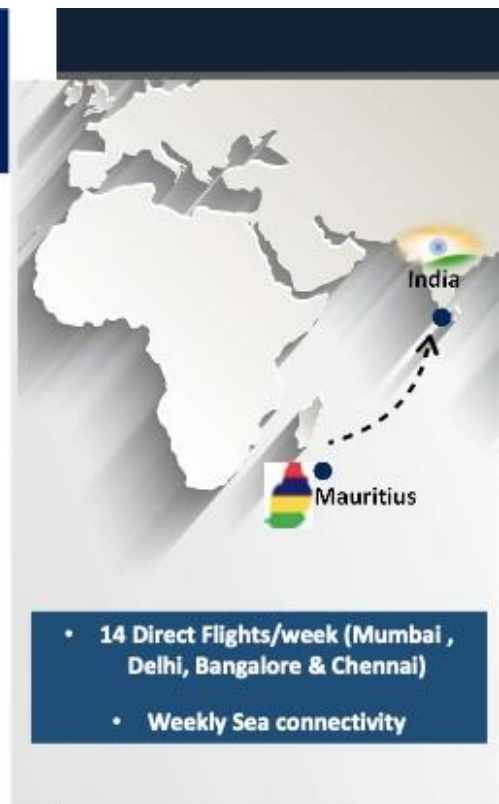 India
Mauritius
• 14 Direct Flights/week (Mumbai ,
Delhi, Bangalore & Chennai)
• Weekly Sea connectivity